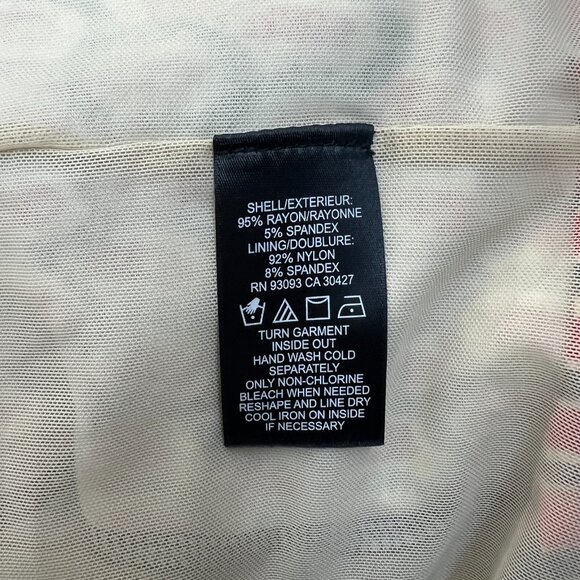 SHELL/EXTERIEUR:
95% RAYON/RAYONNE
5% SPANDEX
LINING/DOUBLURE:
92% NYLON
8% SPANDEX
RN 93093 CA 30427
TURN GARMENT
INSIDE OUT
HAND WASH COLD
SEPARATELY
ONLY NON-CHLORINE
BLEACH WHEN NEEDED
RESHAPE AND LINE DRY
COOL IRON ON INSIDE
IF NECESSARY